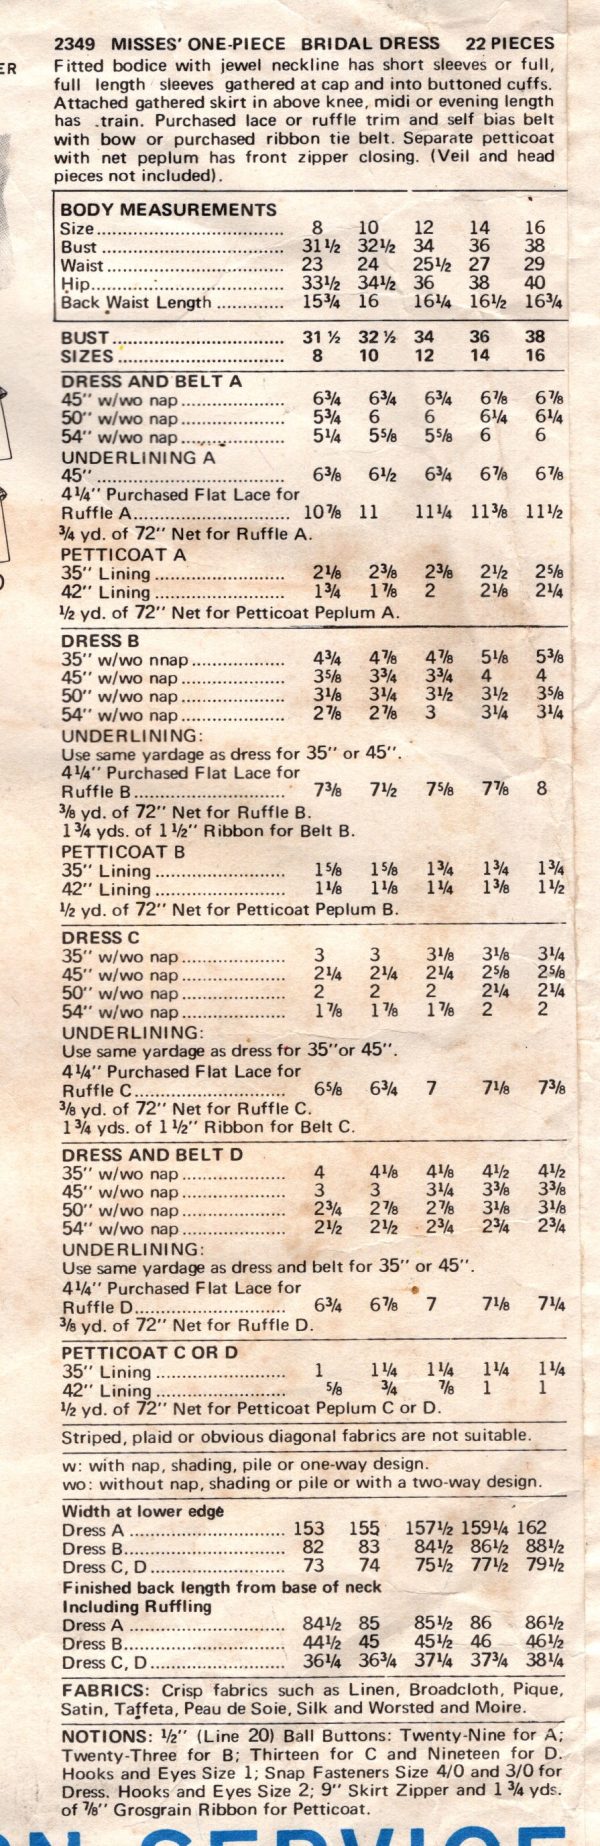 2349 MISSES' ONE-PIECE BRIDAL DRESS 22 PIECES
ER
Fitted bodice with jewel neckline has short sleeves or full,
full length sleeves gathered at cap and into buttoned cuffs.
Attached gathered skirt in above knee, midi or evening length
has .train. Purchased lace or ruffle trim and self bias belt
with bow or purchased ribbon tie belt. Separate petticoat
with net peplum has front zipper closing. (Veil and head
pieces not included).
BODY MEASUREMENTS
Size 8 10 12 14 16
Bust 31½ 32½ 34 36 38
Waist 23 24 25½ 27 29
Hip 33½ 34½ 36 38 40
Back Waist Length 15¾ 16 16¼ 16½ 16¾
BUST 31 ½ 32 ½ 34 36 38
SIZES 8 10 12 14 16
DRESS AND BELT A
45'' w/wo nap 6¾ 6¾ 6¾ 6⅞ 6⅞
50'' w/wo nap 5¾ 6 6 6¼ 6¼
54'' w/wo nap 5¼ 5⅝ 5⅝ 6 6
UNDERLINING A
45'' 6⅜ 6½ 6¾ 6⅞ 6⅞
4¼'' Purchased Flat Lace for
Ruffle A 10⅞ 11 11¼ 11⅜ 11½
¾ yd. of 72'' Net for Ruffle A.
PETTICOAT A
35'' Lining 2⅛ 2⅜ 2⅜ 2½ 2⅝
42'' Lining 1¾ 1⅞ 2 2⅛ 2¼
½ yd. of 72'' Net for Petticoat Peplum A.
DRESS B
35'' w/wo nnap 4¾ 4⅞ 4⅞ 5⅛ 5⅜
45'' w/wo nap 3⅝ 3¾ 3¾ 4 4
50'' w/wo nap 3⅛ 3¼ 3½ 3½ 3⅝
54'' w/wo nap 2⅞ 2⅞ 3 3¼ 3¼
UNDERLINING:
Use same yardage as dress for 35'' or 45''.
4¼'' Purchased Flat Lace for
Ruffle B 7⅜ 7½ 7⅝ 7⅞ 8
⅜ yd. of 72'' Net for Ruffle B.
1¾ yds. of 1½'' Ribbon for Belt B.
PETTICOAT B
35'' Lining 1⅝ 1⅝ 1¾ 1¾ 1¾
42'' Lining 1⅛ 1⅛ 1¼ 1⅜ 1½
½ yd. of 72'' Net for Petticoat Peplum B.
DRESS C
35'' w/wo nap 3 3 3⅛ 3⅛ 3¼
45'' w/wo nap 2¼ 2¼ 2¼ 2⅝ 2⅝
50'' w/wo nap 2 2 2 2¼ 2¼
54'' w/wo nap 1⅞ 1⅞ 1⅞ 2 2
UNDERLINING:
Use same yardage as dress for 35''or 45''.
4¼'' Purchased Flat Lace for
Ruffle C 6⅝ 6¾ 7 7⅛ 7⅜
⅜ yd. of 72'' Net for Ruffle C.
1¾ yds. of 1½'' Ribbon for Belt C.
DRESS AND BELT D
35'' w/wo nap 4 4⅛ 4⅛ 4½ 4½
45'' w/wo nap 3 3 3¼ 3⅜ 3⅜
50'' w/wo nap 2¾ 2⅞ 2⅞ 3⅛ 3⅛
54'' w/wo nap 2½ 2½ 2¾ 2¾ 2¾
UNDERLINING:
Use same yardage as dress and belt for 35'' or 45''.
4¼'' Purchased Flat Lace for
Ruffle D 6¾ 6⅞ 7 7⅛ 7¼
⅜ yd. of 72'' Net for Ruffle D.
PETTICOAT C OR D
35'' Lining 1 1¼ 1¼ 1¼ 1¼
42'' Lining ⅝ ¾ ⅞ 1 1
½ yd. of 72'' Net for Petticoat Peplum C or D.
Striped, plaid or obvious diagonal fabrics are not suitable.
w: with nap, shading, pile or one-way design.
wo: without nap, shading or pile or with a two-way design.
Width at lower edge
Dress A 153 155 157½ 159¼ 162
Dress B 82 83 84½ 86½ 88½
Dress C, D 73 74 75½ 77½ 79½
Finished back length from base of neck
Including Ruffling
Dress A 84½ 85 85½ 86 86½
Dress B 44½ 45 45½ 46 46½
Dress C, D 36¼ 36¾ 37¼ 37¾ 38¼
FABRICS: Crisp fabrics such as Linen, Broadcloth, Pique,
Satin, Taffeta, Peau de Soie, Silk and Worsted and Moire.
NOTIONS: ½'' (Line 20) Ball Buttons: Twenty-Nine for A;
Twenty-Three for B; Thirteen for C and Nineteen for D.
Hooks and Eyes Size 1; Snap Fasteners Size 4/0 and 3/0 for
Dress. Hooks and Eyes Size 2; 9'' Skirt Zipper and 1 ¾ yds.
of ⅞'' Grosgrain Ribbon for Petticoat.
ON SERVICE